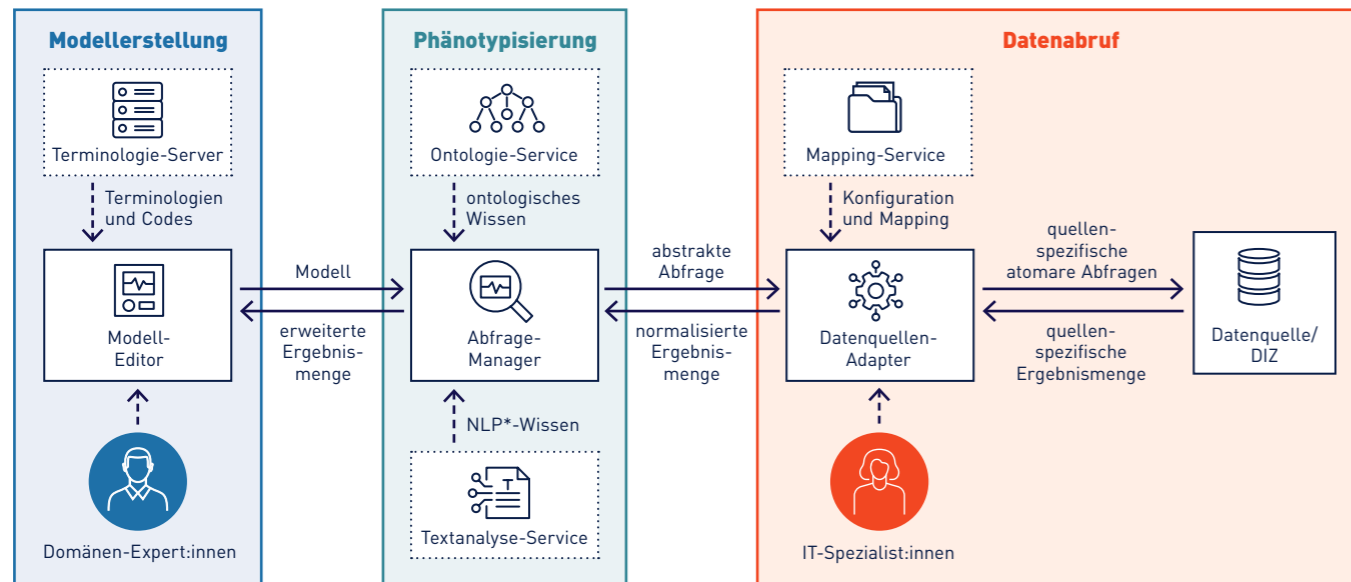 Modellerstellung
Terminologie-Server
Terminologien
und Codes
Modell-
Editor
Domänen-Expert:innen
Modell
erweiterte
Ergebnis-
menge
Phänotypisierung
Ontologie-Service
ontologisches
Wissen
Abfrage-
Manager
NLP*-Wissen
T
Textanalyse-Service
abstrakte
Abfrage
normalisierte
Ergebnis-
menge
Datenabruf
Mapping-Service
Konfiguration
und Mapping
Datenquellen-
Adapter
IT-Spezialist:innen
quellen-
spezifische
atomare Abfragen
quellen-
spezifische
Ergebnismenge
Datenquelle/
DIZ